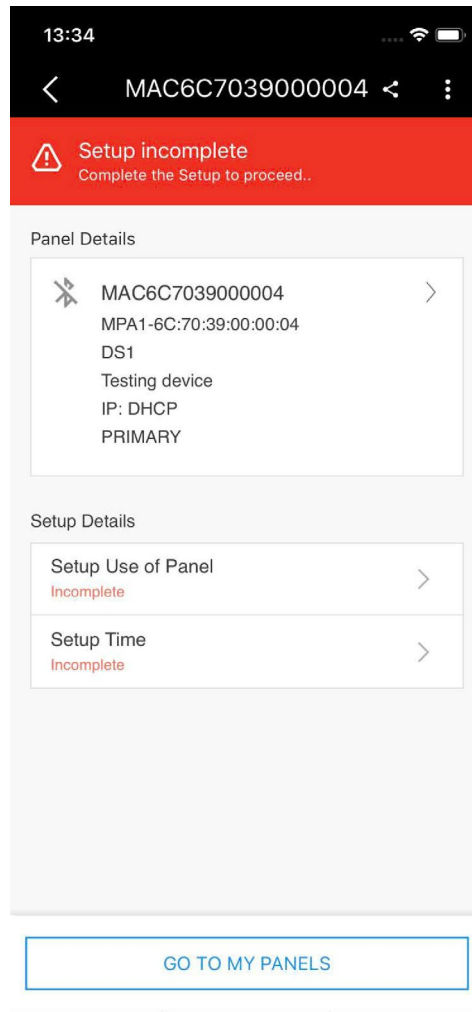 13:34
MAC6C7039000004
Setup incomplete
Complete the Setup to proceed..
Panel Details
MAC6C7039000004
MPA1-6C:70:39:00:00:04
DS1
Testing device
IP: DHCP
PRIMARY
Setup Details
Setup Use of Panel
Incomplete
Setup Time
Incomplete
GO TO MY PANELS